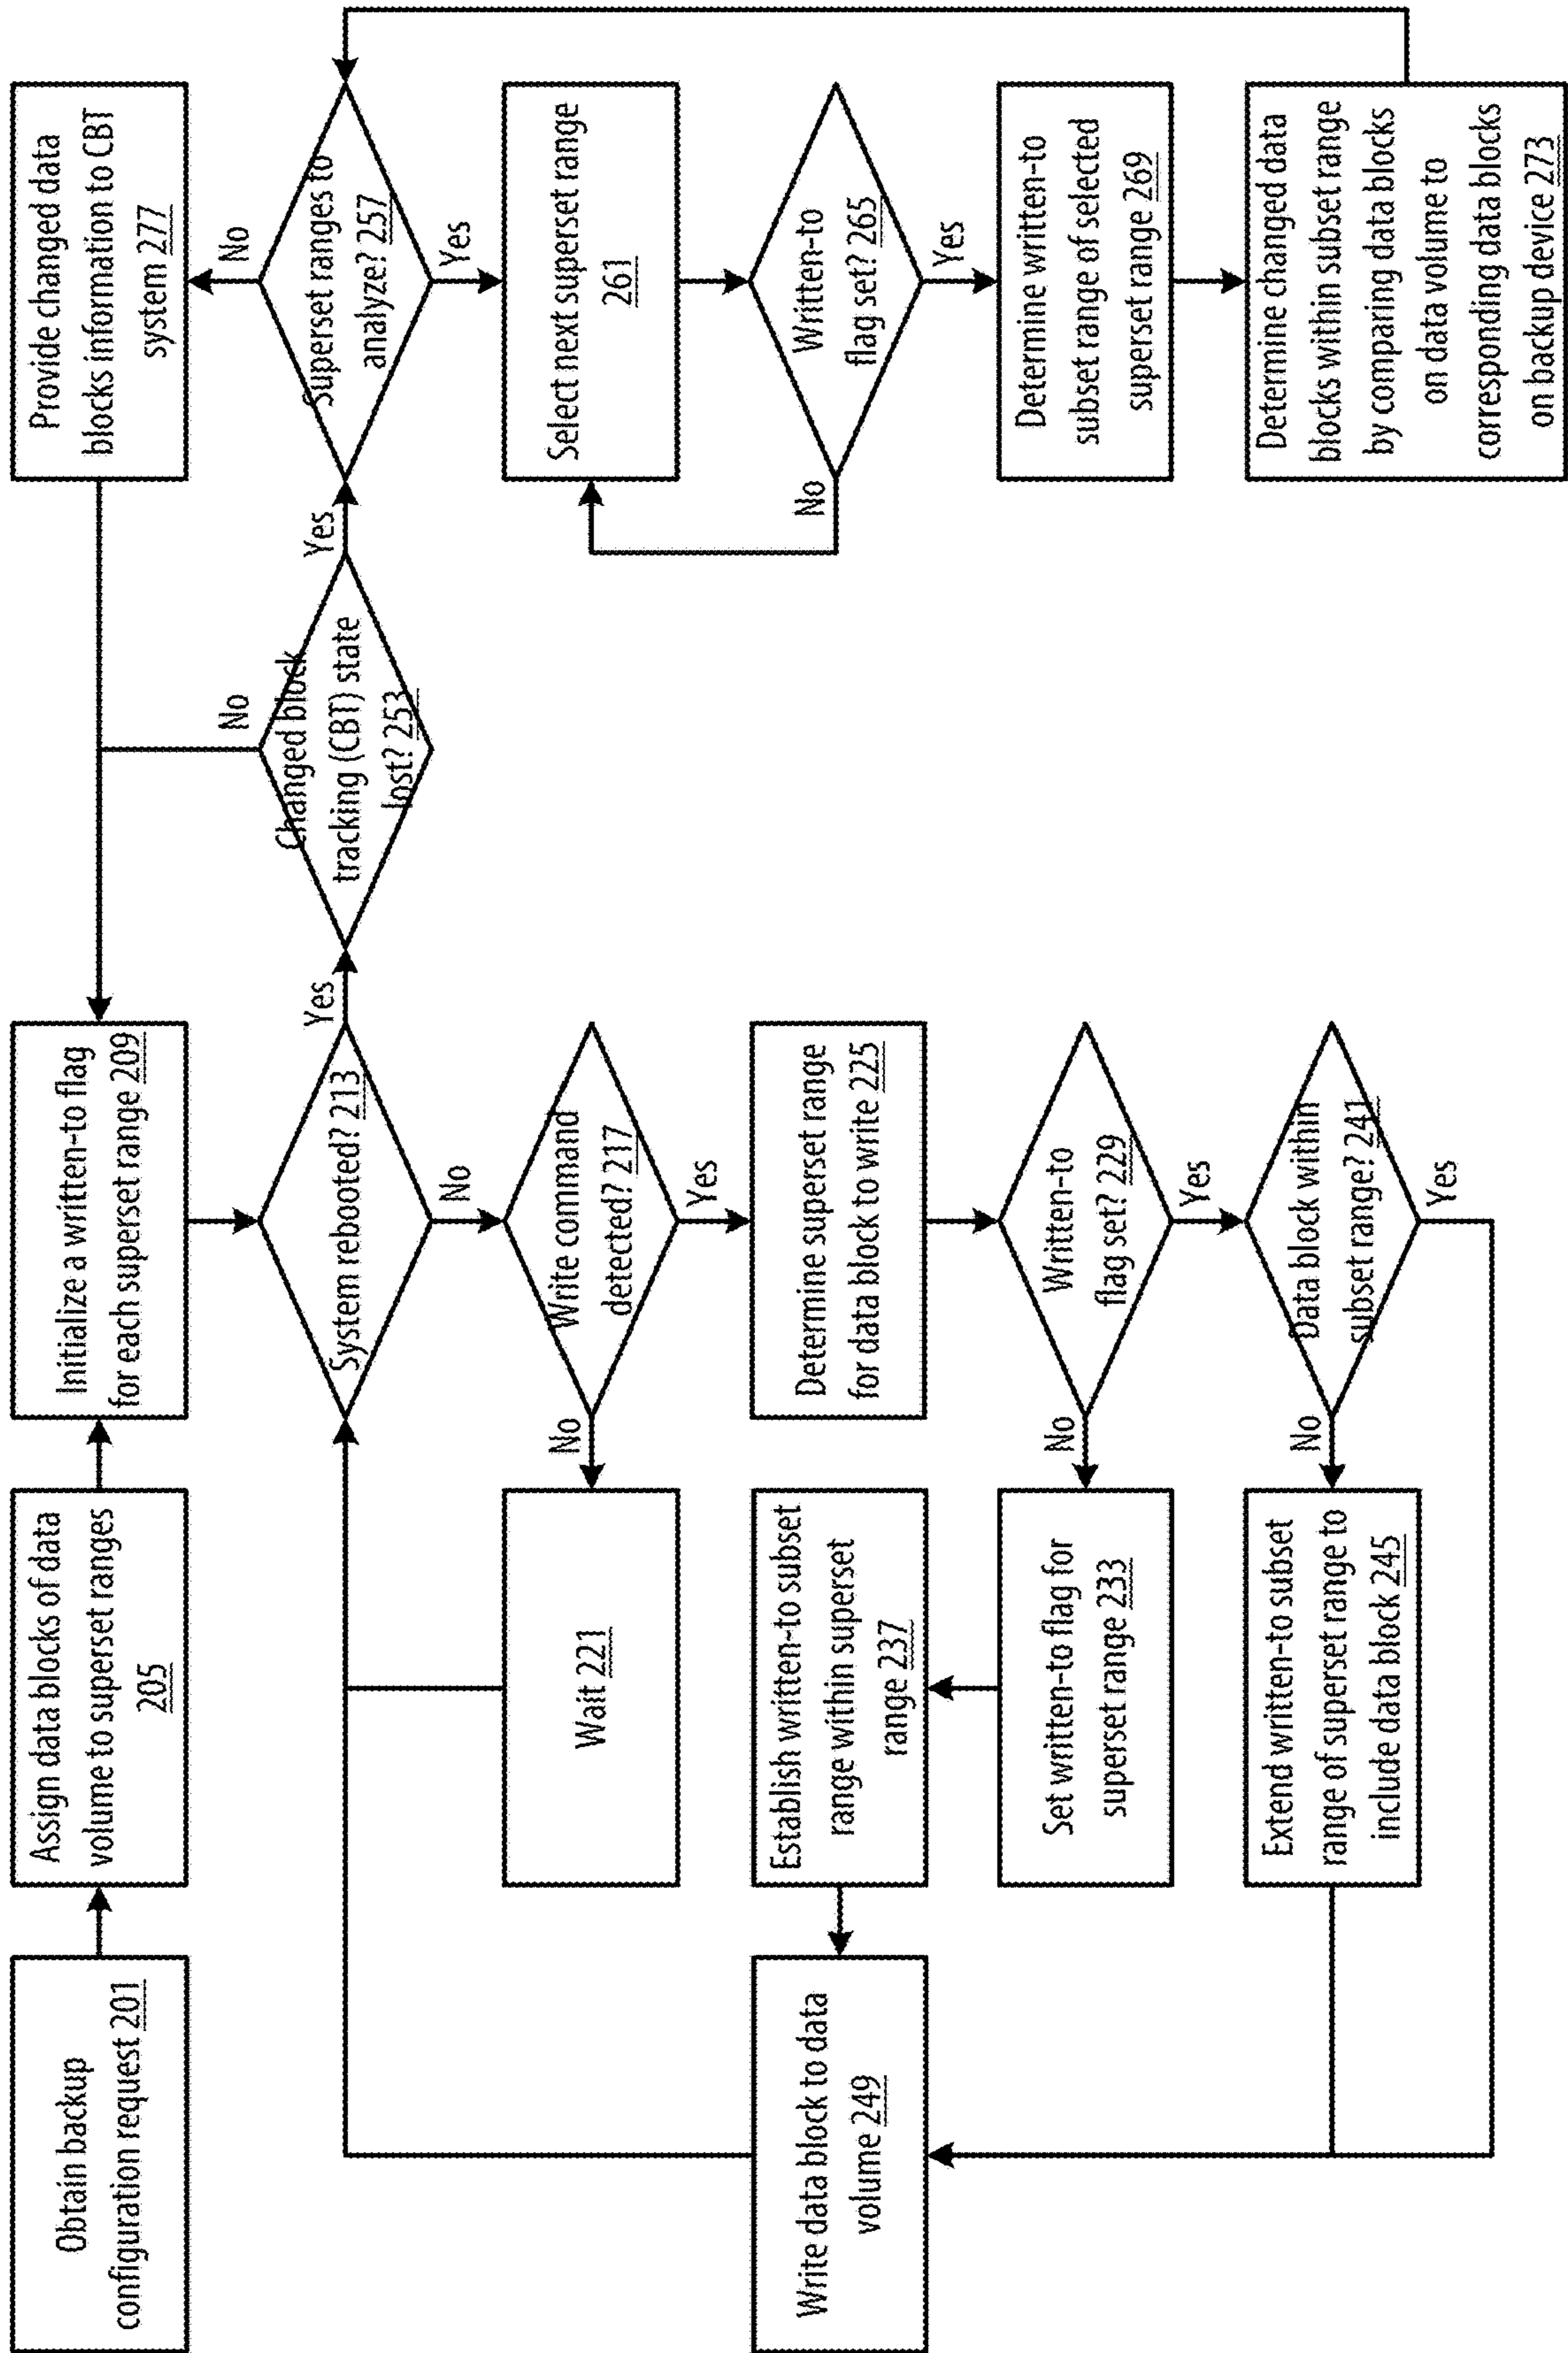 Obtain backup
configuration request 201
Assign data blocks of data
volume to superset ranges
205
Initialize a written-to flag
for each superset range 209
System rebooted? 213
Yes
No
Write command
detected? 217
No
Yes
Wait 221
Determine superset range
for data block to write 225
Written-to
flag set? 229
No
Yes
Set written-to flag for
superset range 233
Establish written-to subset
range within superset
range 237
Data block within
subset range? 241
No
Yes
Extend written-to subset
range of superset range to
include data block 245
Write data block to data
volume 249
Changed block
tracking (CBT) state
lost? 253
No
Yes
Superset ranges to
analyze? 257
No
Yes
Select next superset range
261
Written-to
flag set? 265
No
Yes
Determine written-to
subset range of selected
superset range 269
Determine changed data
blocks within subset range
by comparing data blocks
on data volume to
corresponding data blocks
on backup device 273
Provide changed data
blocks information to CBT
system 277